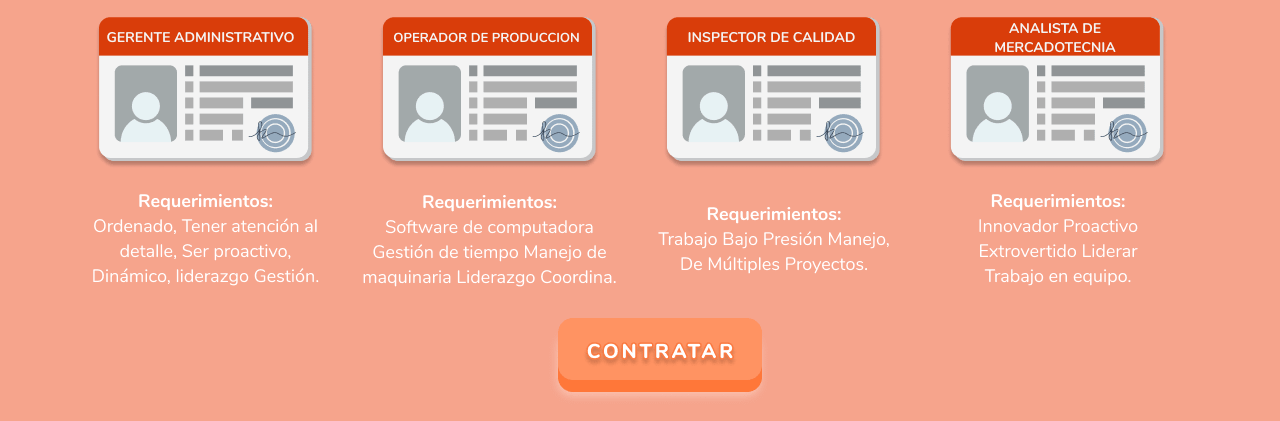 GERENTE ADMINISTRATIVO
Requerimientos:
Ordenado, Tener atención al
detalle, Ser proactivo,
Dinámico, liderazgo Gestión.
OPERADOR DE PRODUCCION
Requerimientos:
Software de computadora
Gestión de tiempo Manejo de
maquinaria Liderazgo Coordina.
INSPECTOR DE CALIDAD
Requerimientos:
Trabajo Bajo Presión Manejo,
De Múltiples Proyectos.
ANALISTA DE
MERCADOTECNIA
Requerimientos:
Innovador Proactivo
Extrovertido Liderar
Trabajo en equipo.
CONTRATAR